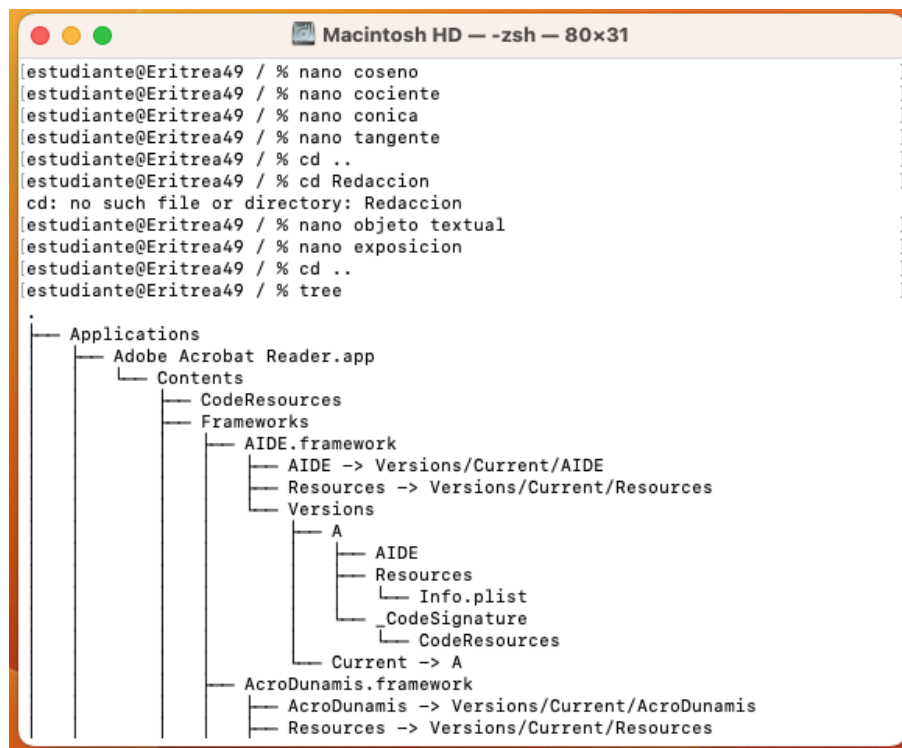 Macintosh HD — -zsh — 80×31
[estudiante@Eritrea49 / % nano coseno ]
[estudiante@Eritrea49 / % nano cociente ]
[estudiante@Eritrea49 / % nano conica ]
[estudiante@Eritrea49 / % nano tangente ]
[estudiante@Eritrea49 / % cd .. ]
[estudiante@Eritrea49 / % cd Redaccion ]
cd: no such file or directory: Redaccion
[estudiante@Eritrea49 / % nano objeto textual ]
[estudiante@Eritrea49 / % nano exposicion ]
[estudiante@Eritrea49 / % cd .. ]
[estudiante@Eritrea49 / % tree ]
.
├── Applications
│   ├── Adobe Acrobat Reader.app
│   │   └── Contents
│   │       ├── CodeResources
│   │       ├── Frameworks
│   │       │   ├── AIDE.framework
│   │       │   │   ├── AIDE -> Versions/Current/AIDE
│   │       │   │   ├── Resources -> Versions/Current/Resources
│   │       │   │   └── Versions
│   │       │   │       ├── A
│   │       │   │       │   ├── AIDE
│   │       │   │       │   ├── Resources
│   │       │   │       │   │   └── Info.plist
│   │       │   │       │   └── _CodeSignature
│   │       │   │       │       └── CodeResources
│   │       │   │       └── Current -> A
│   │       │   ├── AcroDunamis.framework
│   │       │   │   ├── AcroDunamis -> Versions/Current/AcroDunamis
│   │       │   │   ├── Resources -> Versions/Current/Resources